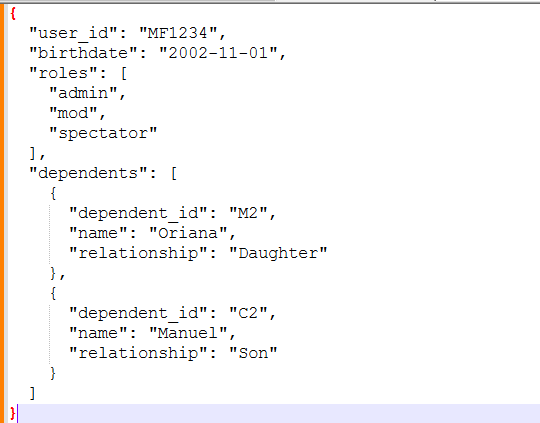 {
  "user_id": "MF1234",
  "birthdate": "2002-11-01",
  "roles": [
    "admin",
    "mod",
    "spectator"
  ],
  "dependents": [
    {
      "dependent_id": "M2",
      "name": "Oriana",
      "relationship": "Daughter"
    },
    {
      "dependent_id": "C2",
      "name": "Manuel",
      "relationship": "Son"
    }
  ]
}